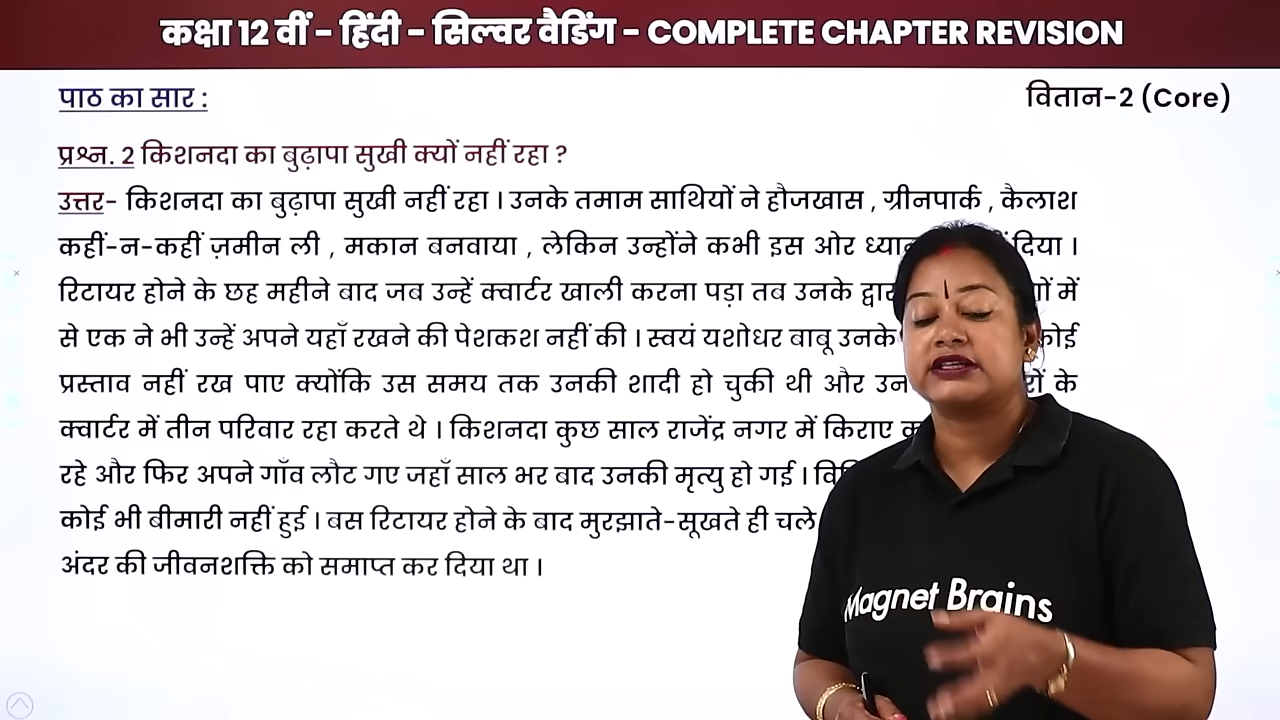 कक्षा 12 वीं - हिंदी - सिल्वर वैडिंग - COMPLETE CHAPTER REVISION
पाठ का सार :
वितान-2 (Core)
प्रश्न. 2 किशनदा का बुढ़ापा सुखी क्यों नहीं रहा ?
उत्तर- किशनदा का बुढ़ापा सुखी नहीं रहा । उनके तमाम साथियों ने हौजखास , ग्रीनपार्क , कैलाश
कहीं-न-कहीं ज़मीन ली , मकान बनवाया , लेकिन उन्होंने कभी इस ओर दिया ।
रिटायर होने के छह महीने बाद जब उन्हें क्वार्टर खाली करना पड़ा तब उनके में
से एक ने भी उन्हें अपने यहाँ रखने की पेशकश नहीं की । स्वयं यशोधर बाबू उनके कोई
प्रस्ताव नहीं रख पाए क्योंकि उस समय तक उनकी शादी हो चुकी थी और के
क्वार्टर में तीन परिवार रहा करते थे । किशनदा कुछ साल राजेंद्र नगर में किराए
रहे और फिर अपने गाँव लौट गए जहाँ साल भर बाद उनकी मृत्यु हो गई ।
कोई भी बीमारी नहीं हुई । बस रिटायर होने के बाद मुरझाते-सूखते ही चले
अंदर की जीवनशक्ति को समाप्त कर दिया था ।
Magnet Brains